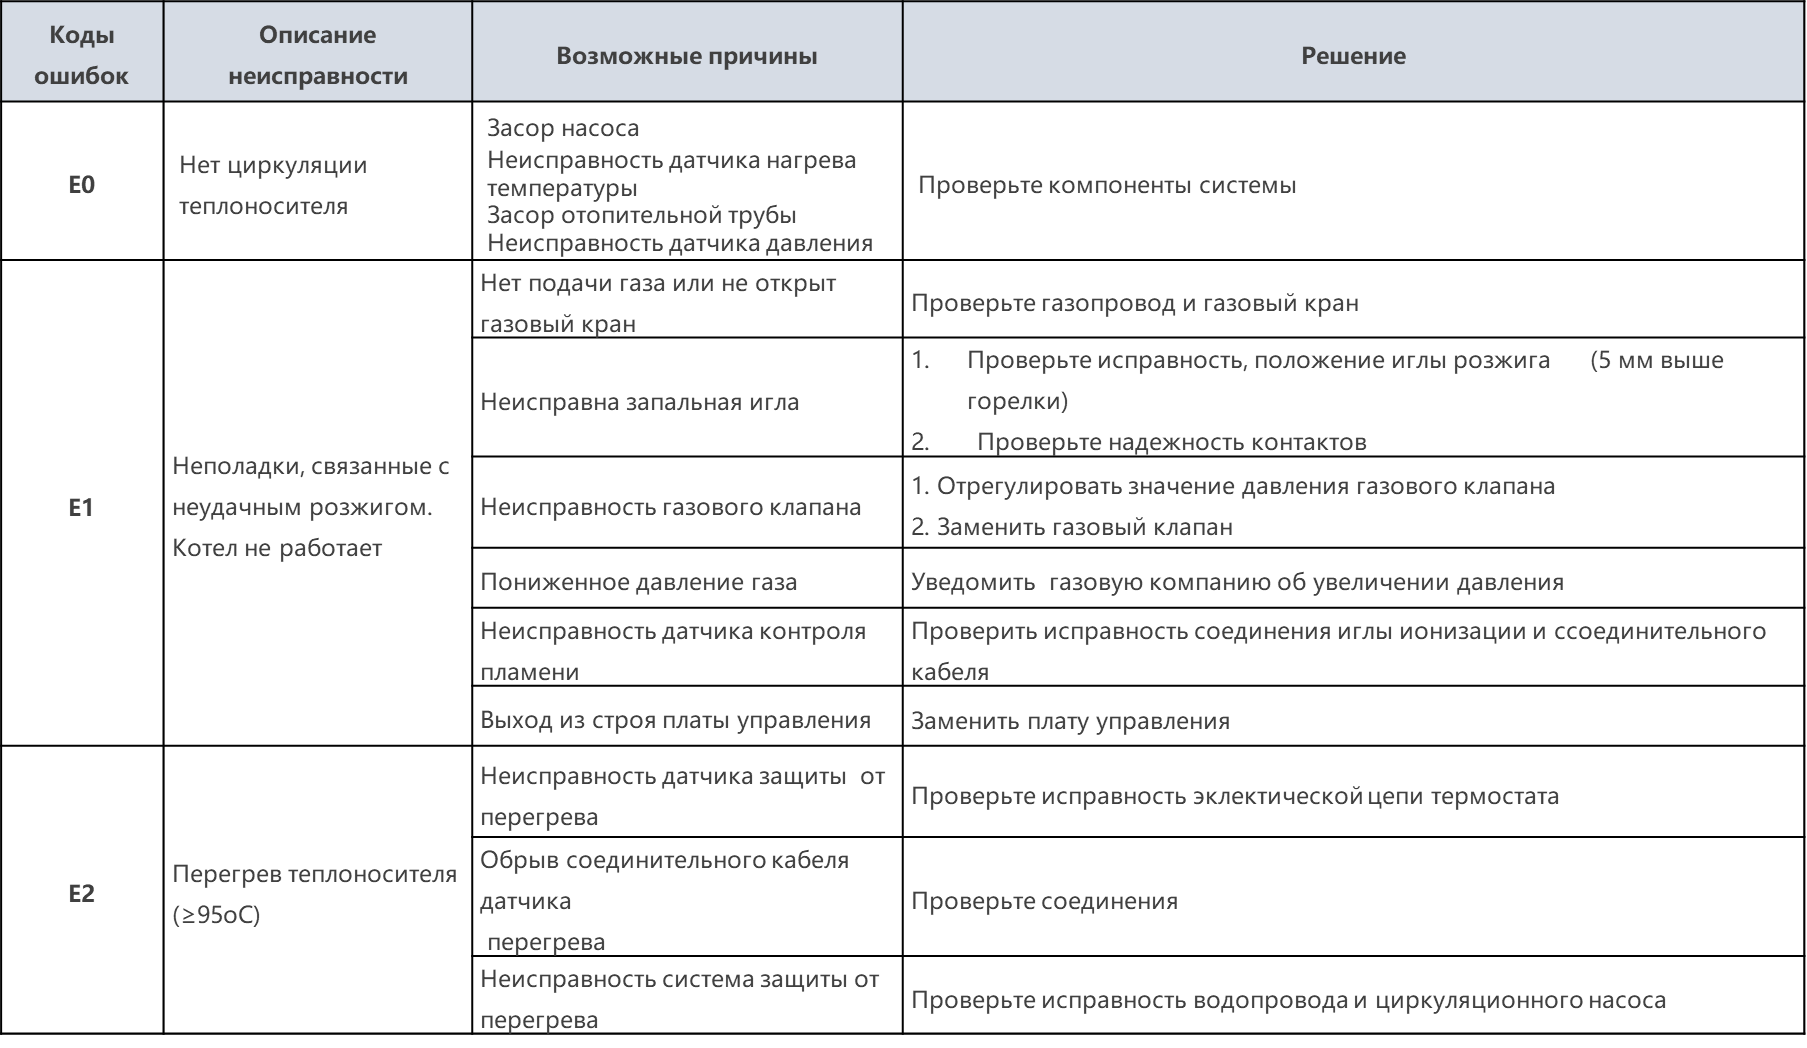 Коды
ошибок
Описание
неисправности
Возможные причины
Решение
E0
Нет циркуляции
теплоносителя
Засор насоса
Неисправность датчика нагрева
температуры
Засор отопительной трубы
Неисправность датчика давления
Проверьте компоненты системы
E1
Неполадки, связанные с
неудачным розжигом.
Котел не работает
Нет подачи газа или не открыт
газовый кран
Проверьте газопровод и газовый кран
Неисправна запальная игла
1. Проверьте исправность, положение иглы розжига (5 мм выше
горелки)
2. Проверьте надежность контактов
Неисправность газового клапана
1. Отрегулировать значение давления газового клапана
2. Заменить газовый клапан
Пониженное давление газа
Уведомить газовую компанию об увеличении давления
Неисправность датчика контроля
пламени
Проверить исправность соединения иглы ионизации и ссоединительного
кабеля
Выход из строя платы управления
Заменить плату управления
E2
Перегрев теплоносителя
(≥95оС)
Неисправность датчика защиты от
перегрева
Проверьте исправность эклектической цепи термостата
Обрыв соединительного кабеля
датчика
перегрева
Проверьте соединения
Неисправность система защиты от
перегрева
Проверьте исправность водопровода и циркуляционного насоса